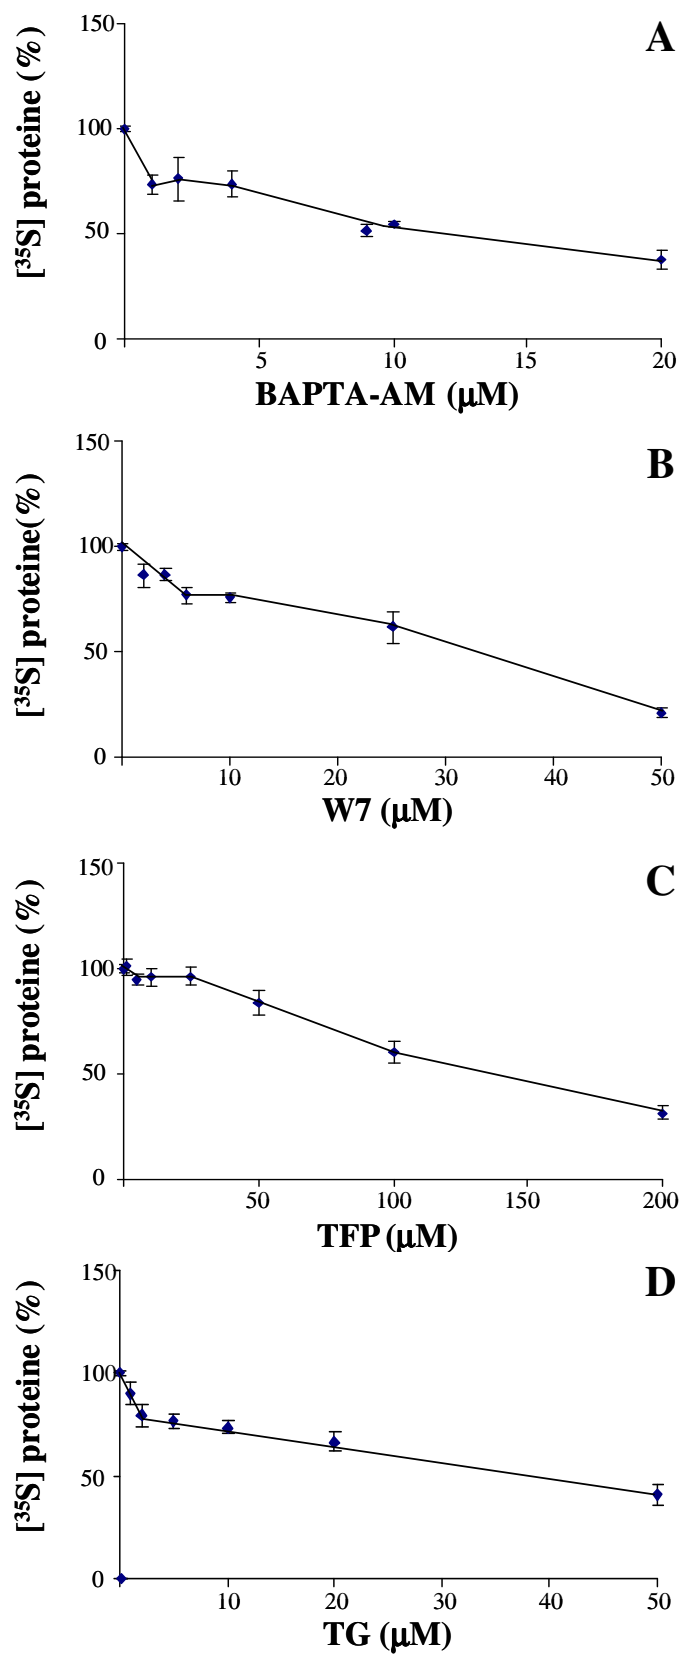 A
[³⁵S] proteine (%)
150
100
50
0
5 10 15 20
BAPTA-AM (μM)
B
[³⁵S] proteine(%)
150
100
50
0
10 20 30 40 50
W7 (μM)
C
[³⁵S] proteine (%)
150
100
50
0
50 100 150 200
TFP (μM)
D
[³⁵S] proteine (%)
150
100
50
0
10 20 30 40 50
TG (μM)